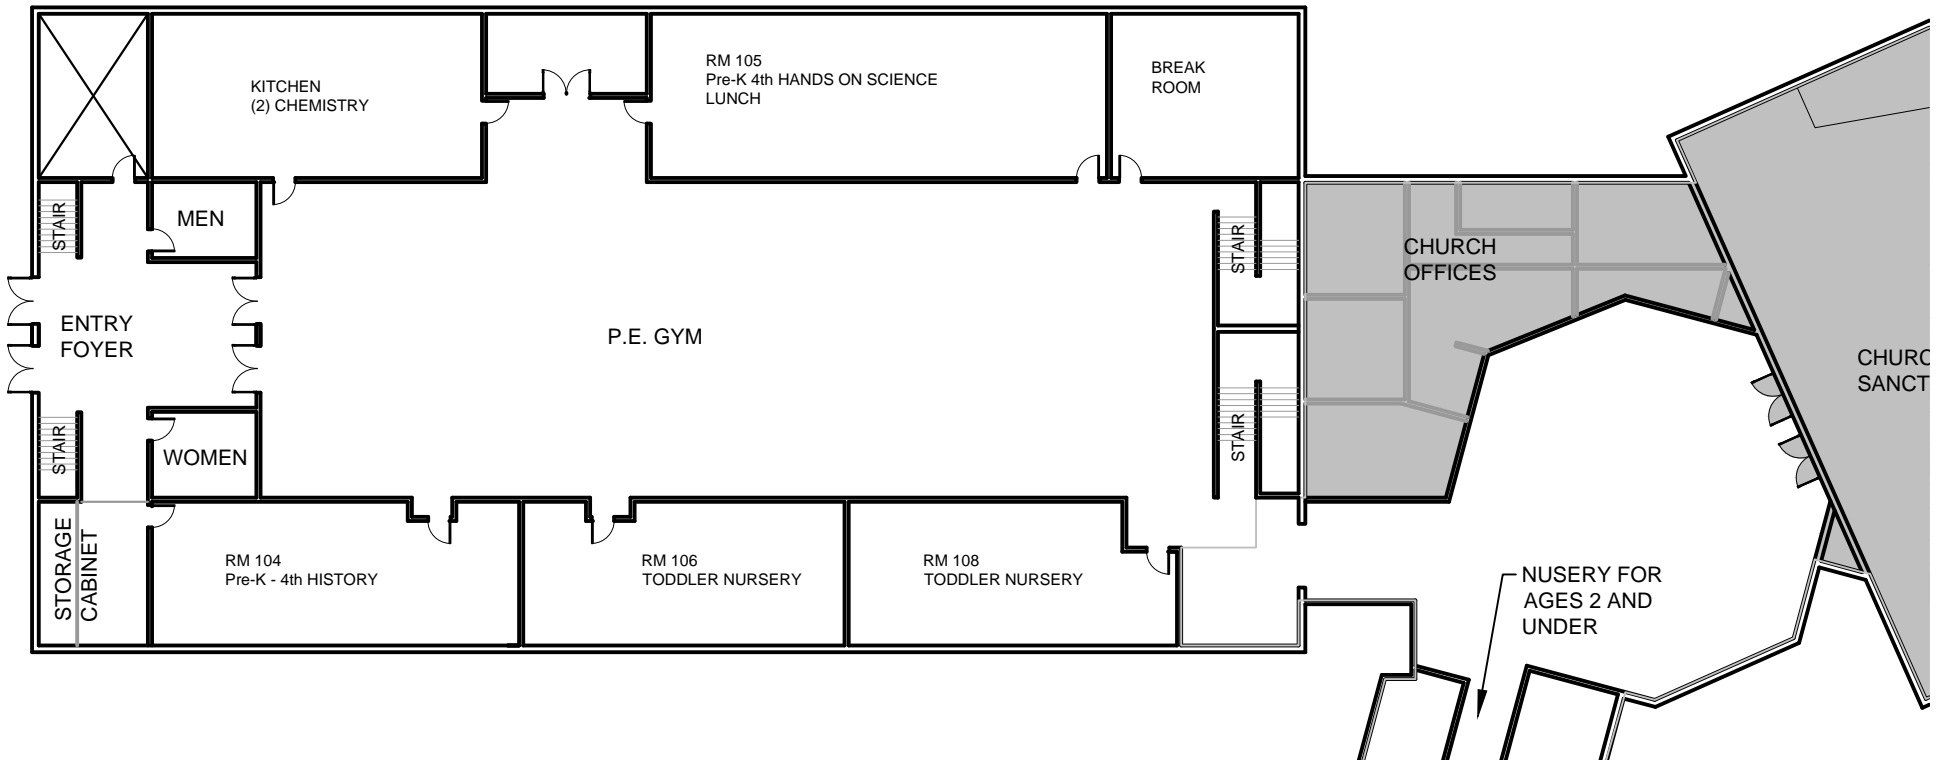 KITCHEN
(2) CHEMISTRY
RM 105
Pre-K 4th HANDS ON SCIENCE
LUNCH
BREAK
ROOM
STAIR
MEN
STAIR
CHURCH
OFFICES
ENTRY
FOYER
P.E. GYM
CHURC
SANCT
STAIR
WOMEN
STAIR
STORAGE
CABINET
RM 104
Pre-K - 4th HISTORY
RM 106
TODDLER NURSERY
RM 108
TODDLER NURSERY
NUSERY FOR
AGES 2 AND
UNDER